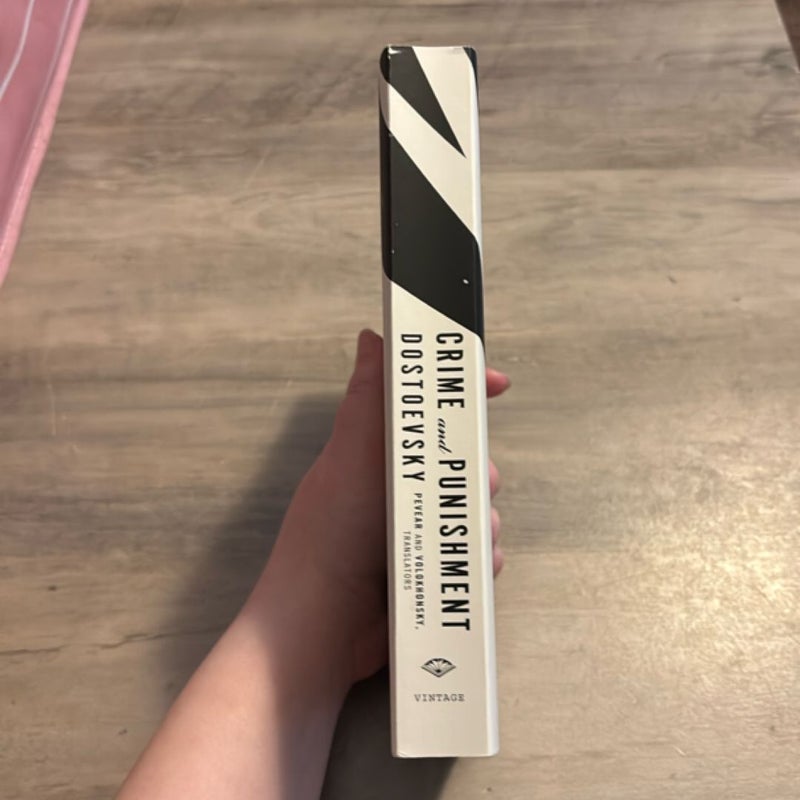 CRIME and PUNISHMENT
DOSTOEVSKY
PEVEAR AND VOLOKHONSKY,
TRANSLATORS
VINTAGE